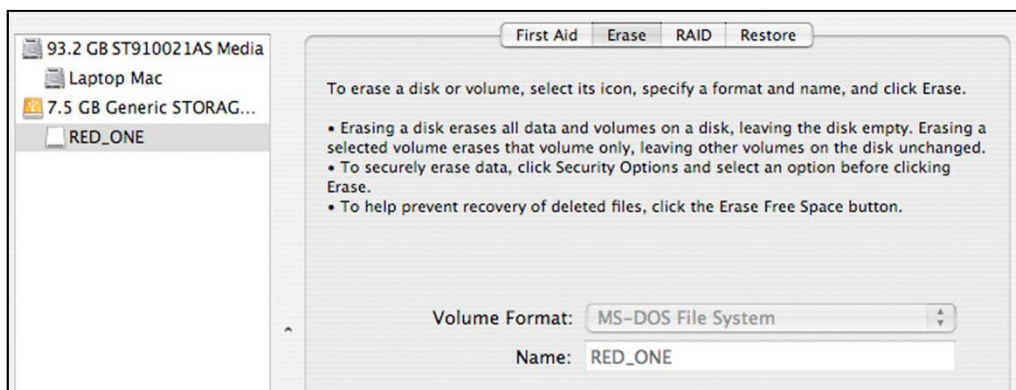 93.2 GB ST910021AS Media
Laptop Mac
7.5 GB Generic STORAG...
RED_ONE
First Aid Erase RAID Restore
To erase a disk or volume, select its icon, specify a format and name, and click Erase.
• Erasing a disk erases all data and volumes on a disk, leaving the disk empty. Erasing a
selected volume erases that volume only, leaving other volumes on the disk unchanged.
• To securely erase data, click Security Options and select an option before clicking
Erase.
• To help prevent recovery of deleted files, click the Erase Free Space button.
Volume Format: MS-DOS File System
Name: RED_ONE